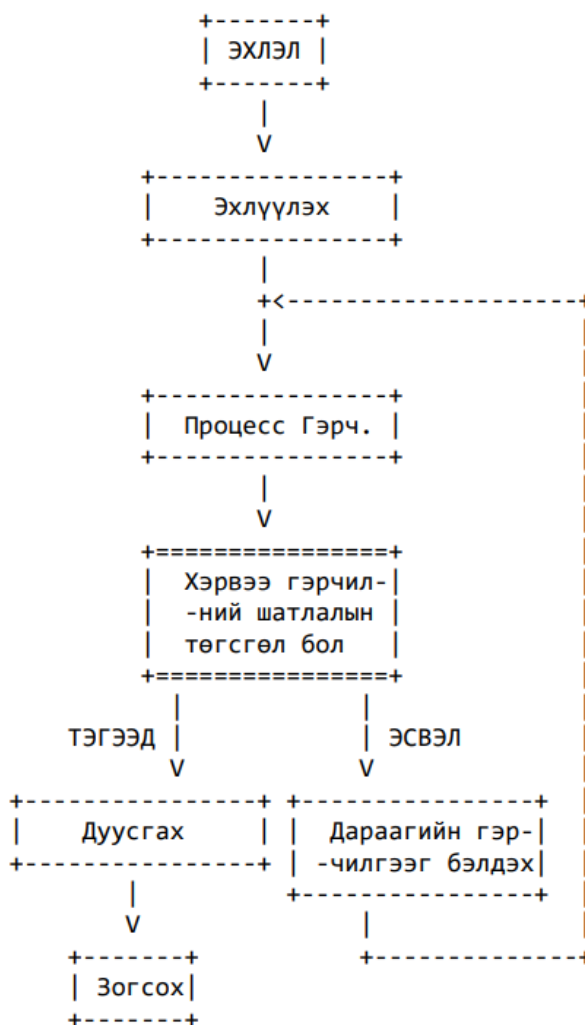 ЭХЛЭЛ
Эхлүүлэх
Процесс Гэрч.
Хэрвээ гэрчил-
-ний шатлалын
төгсгөл бол
ТЭГЭЭД
ЭСВЭЛ
Дуусгах
Дараагийн гэр-
-чилгээг бэлдэх
Зогсох